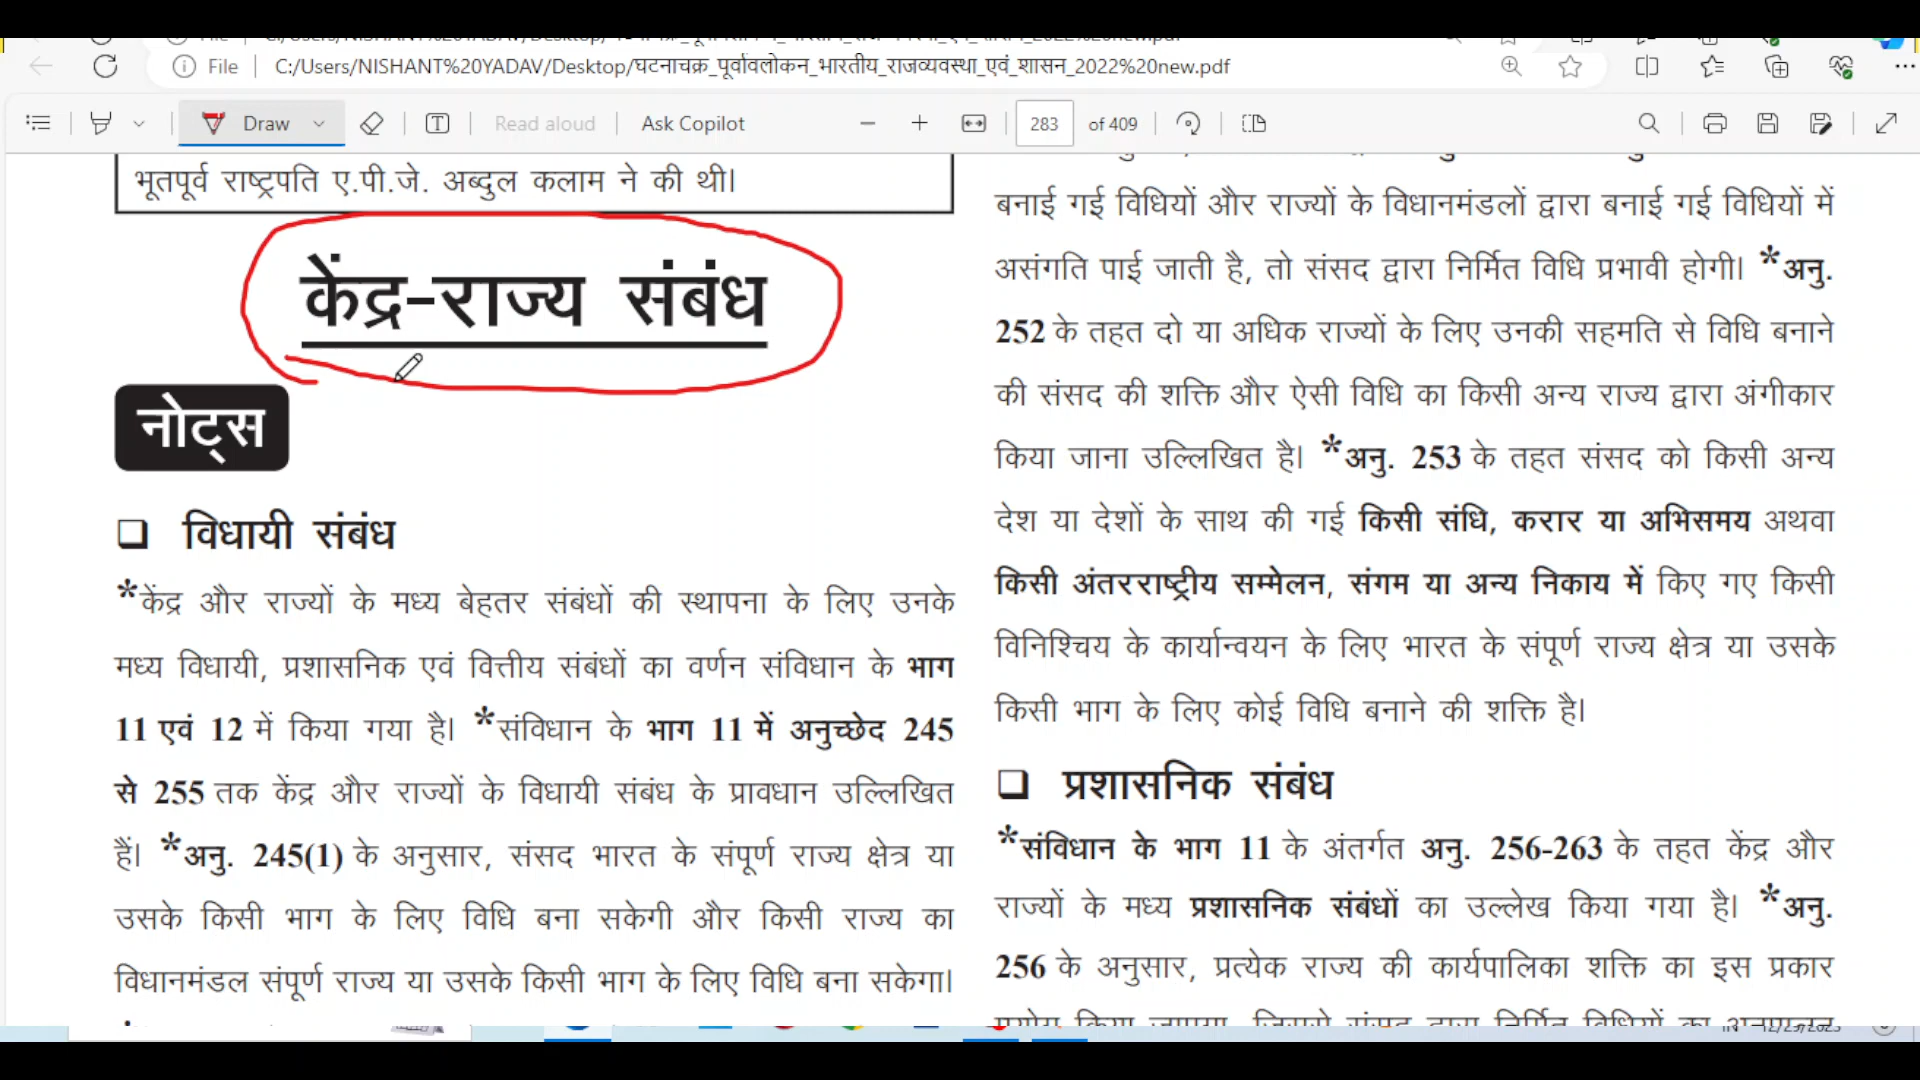 File
C:/Users/NISHANT%20YADAV/Desktop/घटनाचक्र_पूर्वावलोकन_भारतीय_राजव्यवस्था_एवं_शासन_2022%20new.pdf
Draw
Read aloud
Ask Copilot
283 of 409
भूतपूर्व राष्ट्रपति ए.पी.जे. अब्दुल कलाम ने की थी।
केंद्र-राज्य संबंध
नोट्स
❑ विधायी संबंध
*केंद्र और राज्यों के मध्य बेहतर संबंधों की स्थापना के लिए उनके
मध्य विधायी, प्रशासनिक एवं वित्तीय संबंधों का वर्णन संविधान के भाग
11 एवं 12 में किया गया है। *संविधान के भाग 11 में अनुच्छेद 245
से 255 तक केंद्र और राज्यों के विधायी संबंध के प्रावधान उल्लिखित
हैं। *अनु. 245(1) के अनुसार, संसद भारत के संपूर्ण राज्य क्षेत्र या
उसके किसी भाग के लिए विधि बना सकेगी और किसी राज्य का
विधानमंडल संपूर्ण राज्य या उसके किसी भाग के लिए विधि बना सकेगा।
बनाई गई विधियों और राज्यों के विधानमंडलों द्वारा बनाई गई विधियों में
असंगति पाई जाती है, तो संसद द्वारा निर्मित विधि प्रभावी होगी। *अनु.
252 के तहत दो या अधिक राज्यों के लिए उनकी सहमति से विधि बनाने
की संसद की शक्ति और ऐसी विधि का किसी अन्य राज्य द्वारा अंगीकार
किया जाना उल्लिखित है। *अनु. 253 के तहत संसद को किसी अन्य
देश या देशों के साथ की गई किसी संधि, करार या अभिसमय अथवा
किसी अंतरराष्ट्रीय सम्मेलन, संगम या अन्य निकाय में किए गए किसी
विनिश्चय के कार्यान्वयन के लिए भारत के संपूर्ण राज्य क्षेत्र या उसके
किसी भाग के लिए कोई विधि बनाने की शक्ति है।
❑ प्रशासनिक संबंध
*संविधान के भाग 11 के अंतर्गत अनु. 256-263 के तहत केंद्र और
राज्यों के मध्य प्रशासनिक संबंधों का उल्लेख किया गया है। *अनु.
256 के अनुसार, प्रत्येक राज्य की कार्यपालिका शक्ति का इस प्रकार